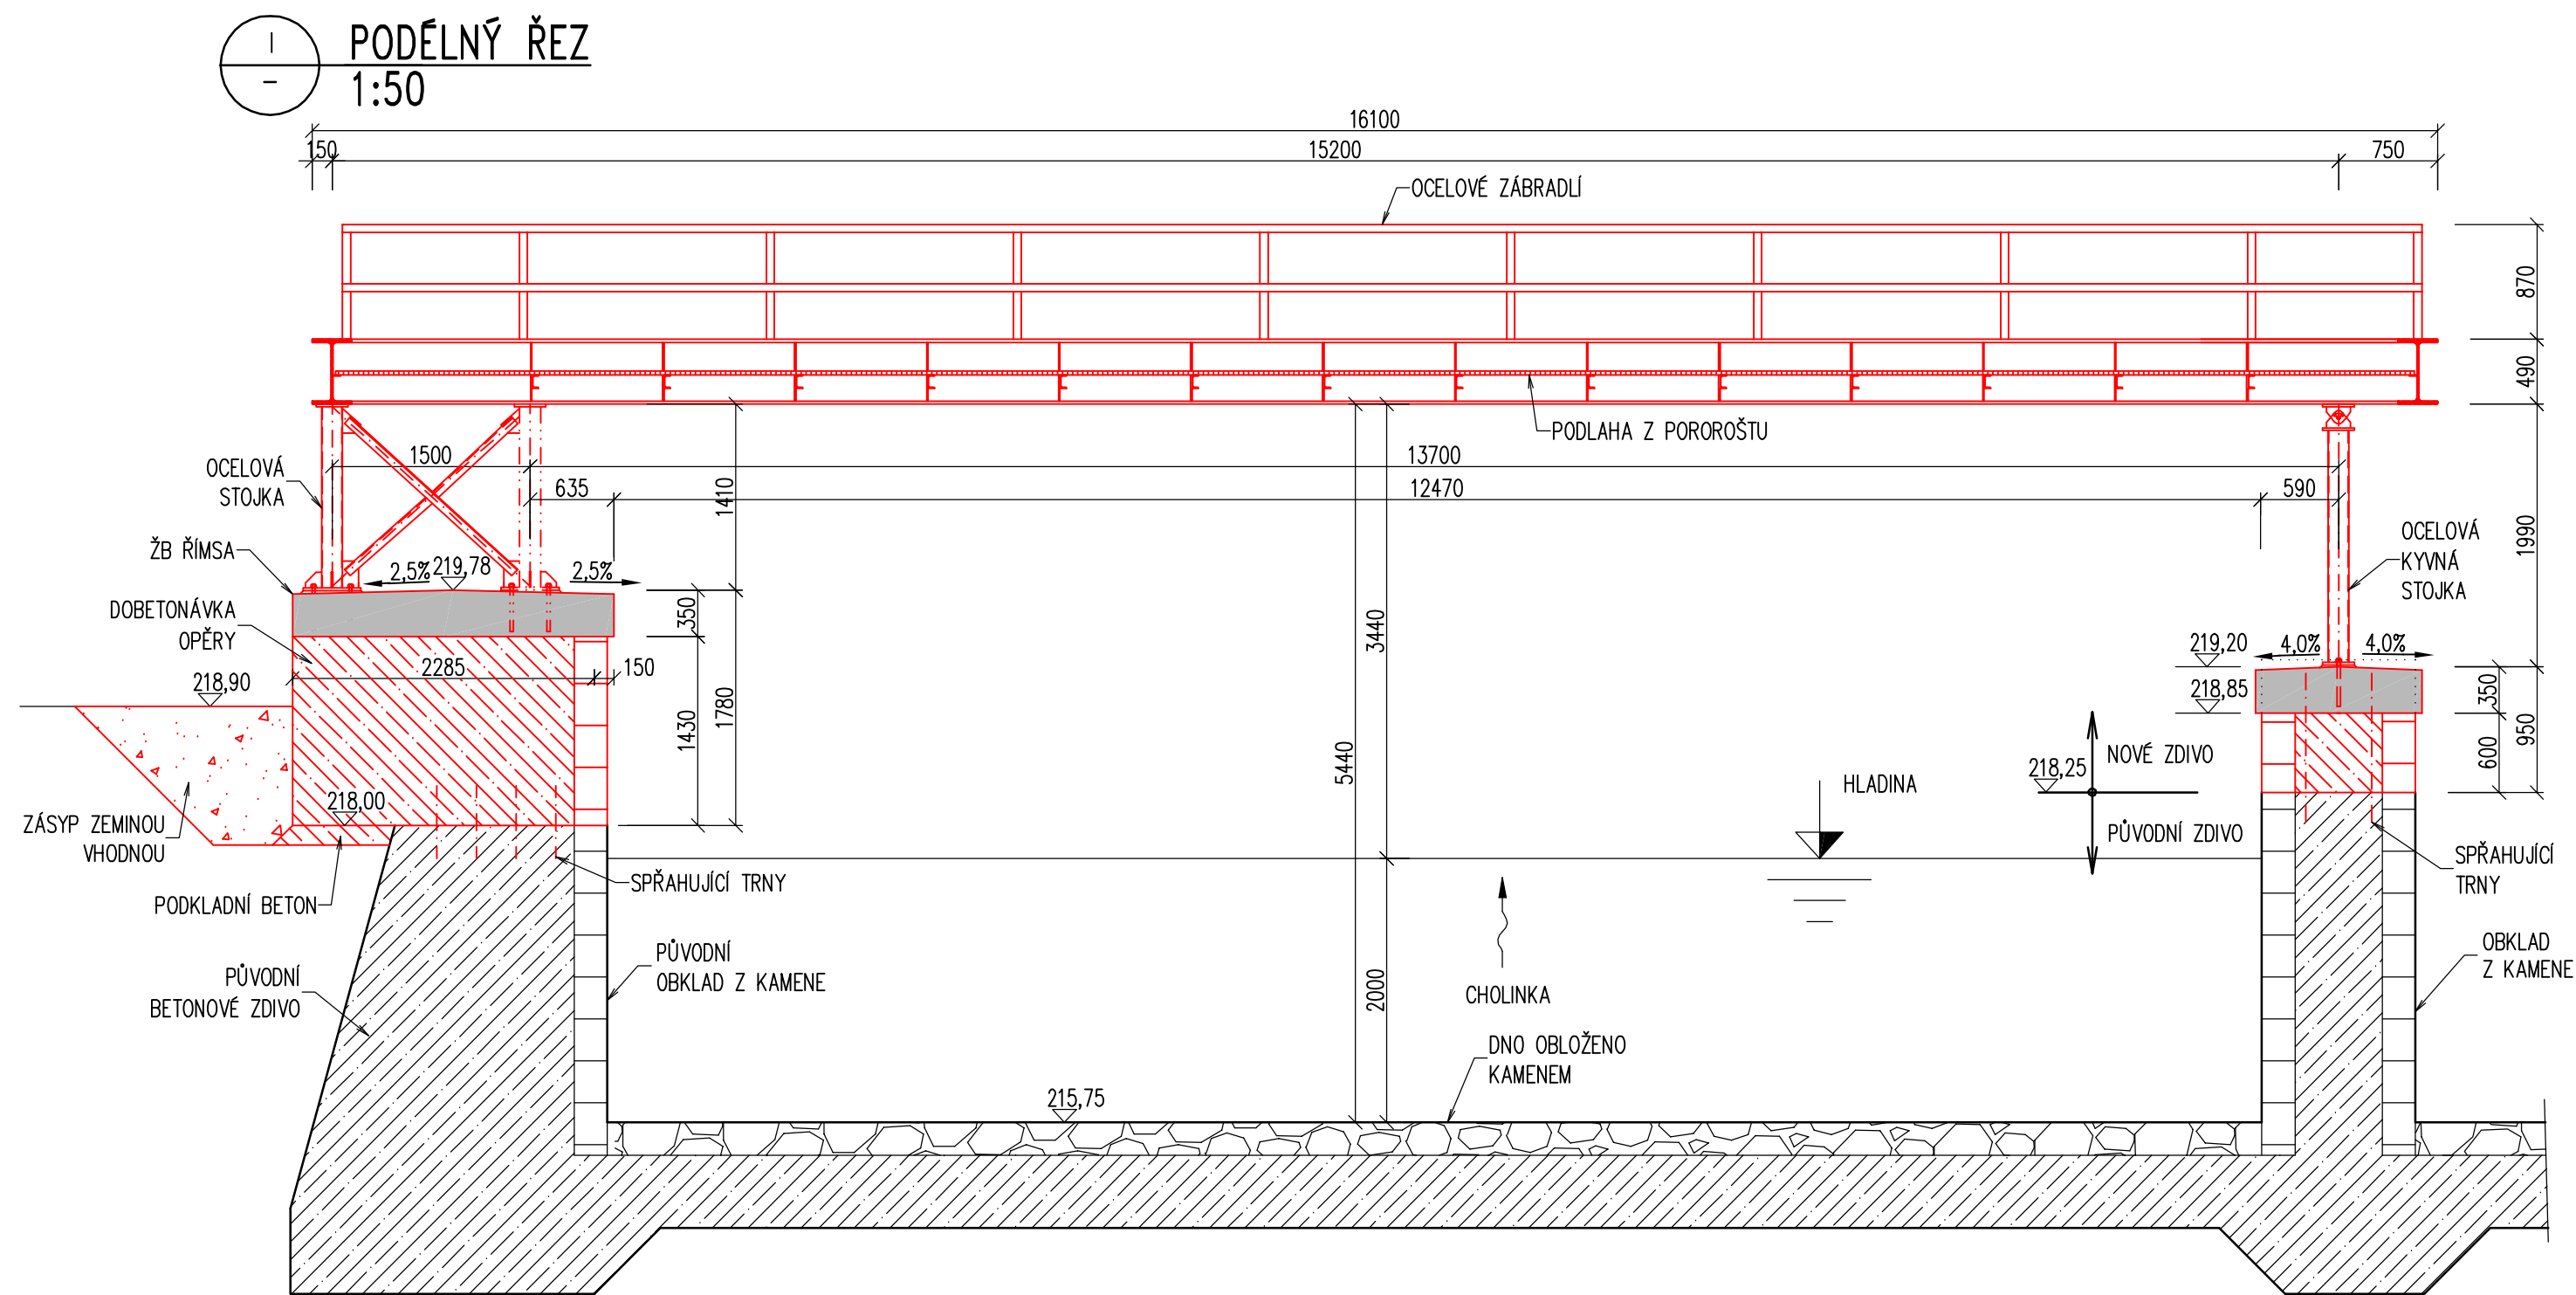 I
PODÉLNÝ ŘEZ
-
1:50
16100
150
15200
750
OCELOVÉ ZÁBRADLÍ
870
490
PODLAHA Z POROROŠTU
1500
13700
OCELOVÁ
STOJKA
635
12470
590
1410
1990
OCELOVÁ
KYVNÁ
STOJKA
ŽB ŘÍMSA
2,5%
219,78
2,5%
DOBETONÁVKA
OPĚRY
350
3440
219,20
4,0%
4,0%
2285
150
218,90
218,85
350
1430
1780
950
600
5440
NOVÉ ZDIVO
218,25
HLADINA
218,00
ZÁSYP ZEMINOU
VHODNOU
PŮVODNÍ ZDIVO
SPŘAHUJÍCÍ
TRNY
SPŘAHUJÍCÍ TRNY
PODKLADNÍ BETON
PŮVODNÍ
OBKLAD Z KAMENE
OBKLAD
Z KAMENE
PŮVODNÍ
BETONOVÉ ZDIVO
2000
CHOLINKA
DNO OBLOŽENO
KAMENEM
215,75